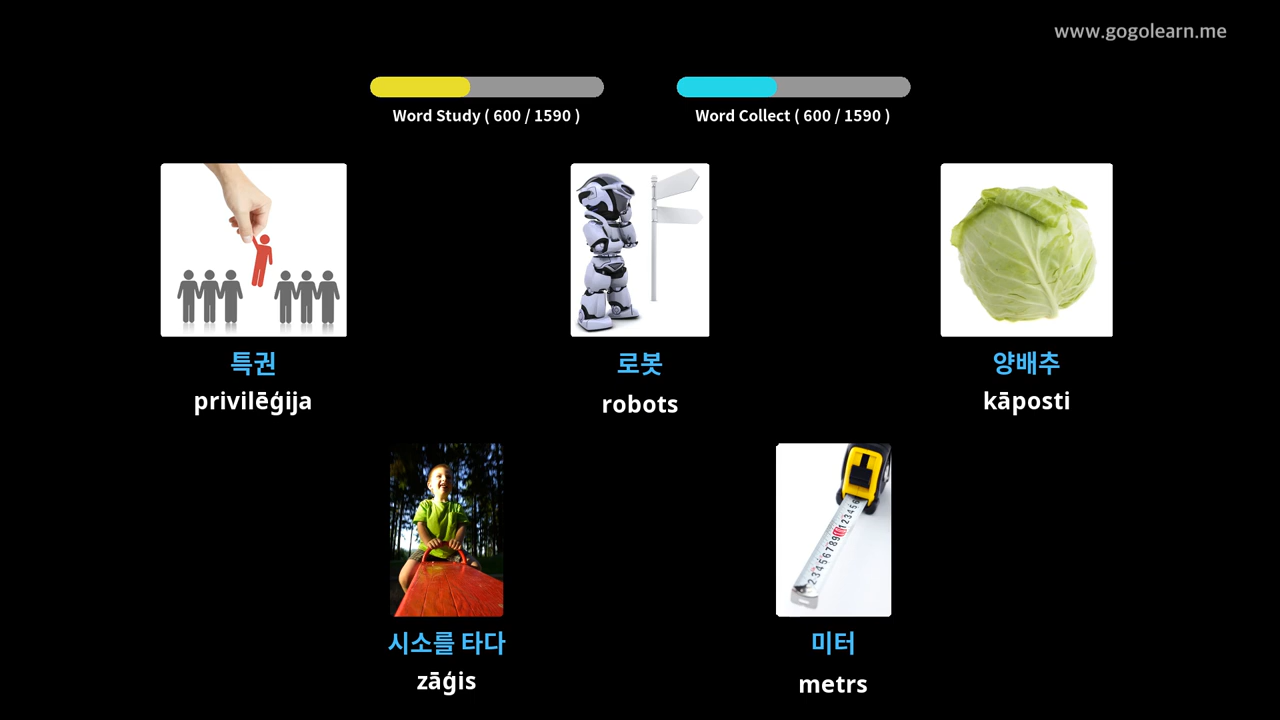 www.gogolearn.me
Word Study ( 600 / 1590 )
Word Collect ( 600 / 1590 )
특권
privilēģija
로봇
robots
양배추
kāposti
시소를 타다
zāģis
미터
metrs